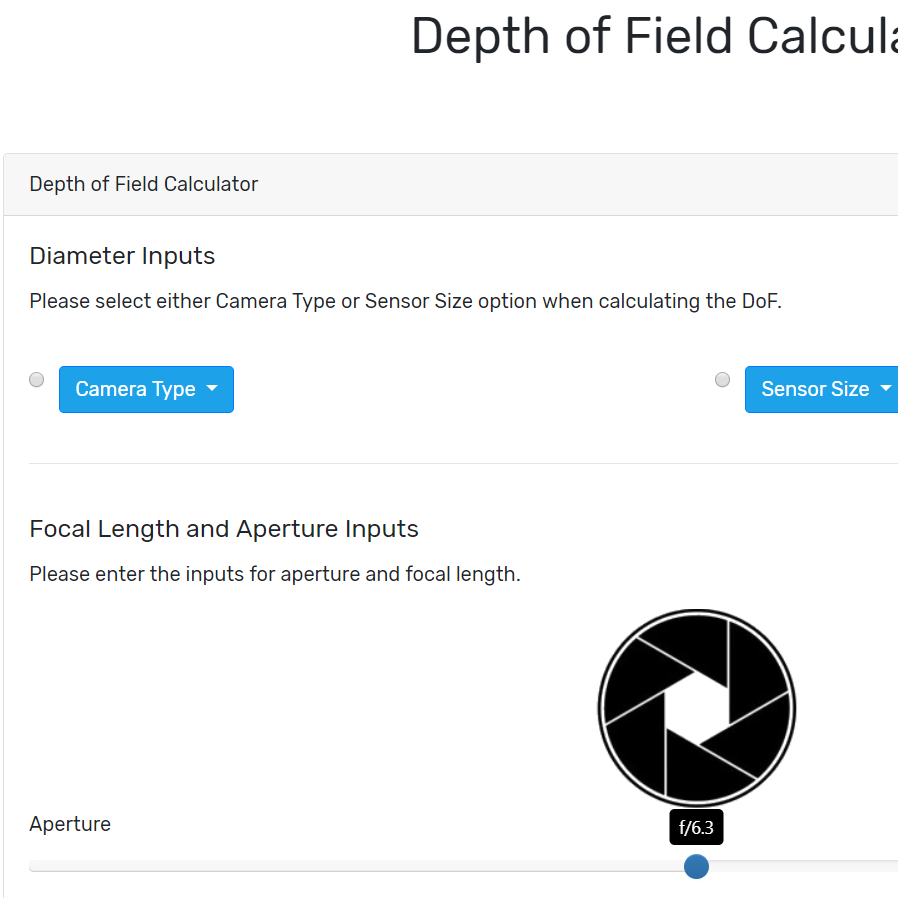 Depth of Field Calcula
Depth of Field Calculator
Diameter Inputs
Please select either Camera Type or Sensor Size option when calculating the DoF.
Camera Type
Sensor Size
Focal Length and Aperture Inputs
Please enter the inputs for aperture and focal length.
Aperture
f/6.3